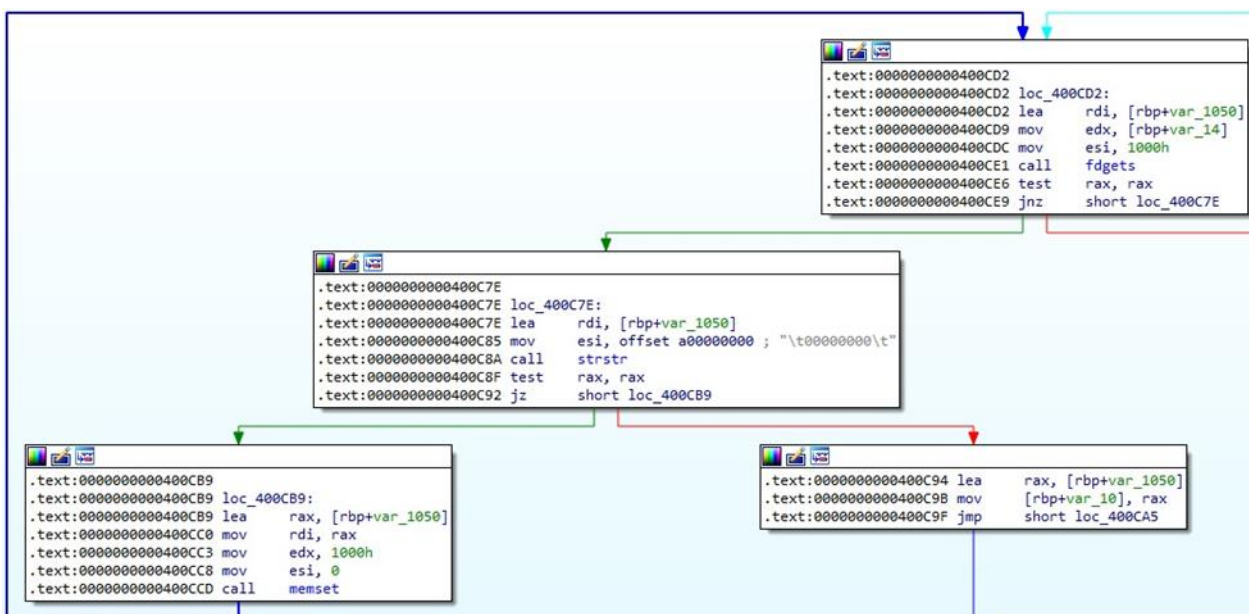 .text:0000000000400CD2
.text:0000000000400CD2 loc_400CD2:
.text:0000000000400CD2 lea rdi, [rbp+var_1050]
.text:0000000000400CD9 mov edx, [rbp+var_14]
.text:0000000000400CDC mov esi, 1000h
.text:0000000000400CE1 call fdgets
.text:0000000000400CE6 test rax, rax
.text:0000000000400CE9 jnz short loc_400C7E
.text:0000000000400C7E
.text:0000000000400C7E loc_400C7E:
.text:0000000000400C7E lea rdi, [rbp+var_1050]
.text:0000000000400C85 mov esi, offset a00000000 ; "\t00000000\t"
.text:0000000000400C8A call strstr
.text:0000000000400C8F test rax, rax
.text:0000000000400C92 jz short loc_400CB9
.text:0000000000400CB9
.text:0000000000400CB9 loc_400CB9:
.text:0000000000400CB9 lea rax, [rbp+var_1050]
.text:0000000000400CC0 mov rdi, rax
.text:0000000000400CC3 mov edx, 1000h
.text:0000000000400CC8 mov esi, 0
.text:0000000000400CCD call memset
.text:0000000000400C94 lea rax, [rbp+var_1050]
.text:0000000000400C9B mov [rbp+var_10], rax
.text:0000000000400C9F jmp short loc_400CA5